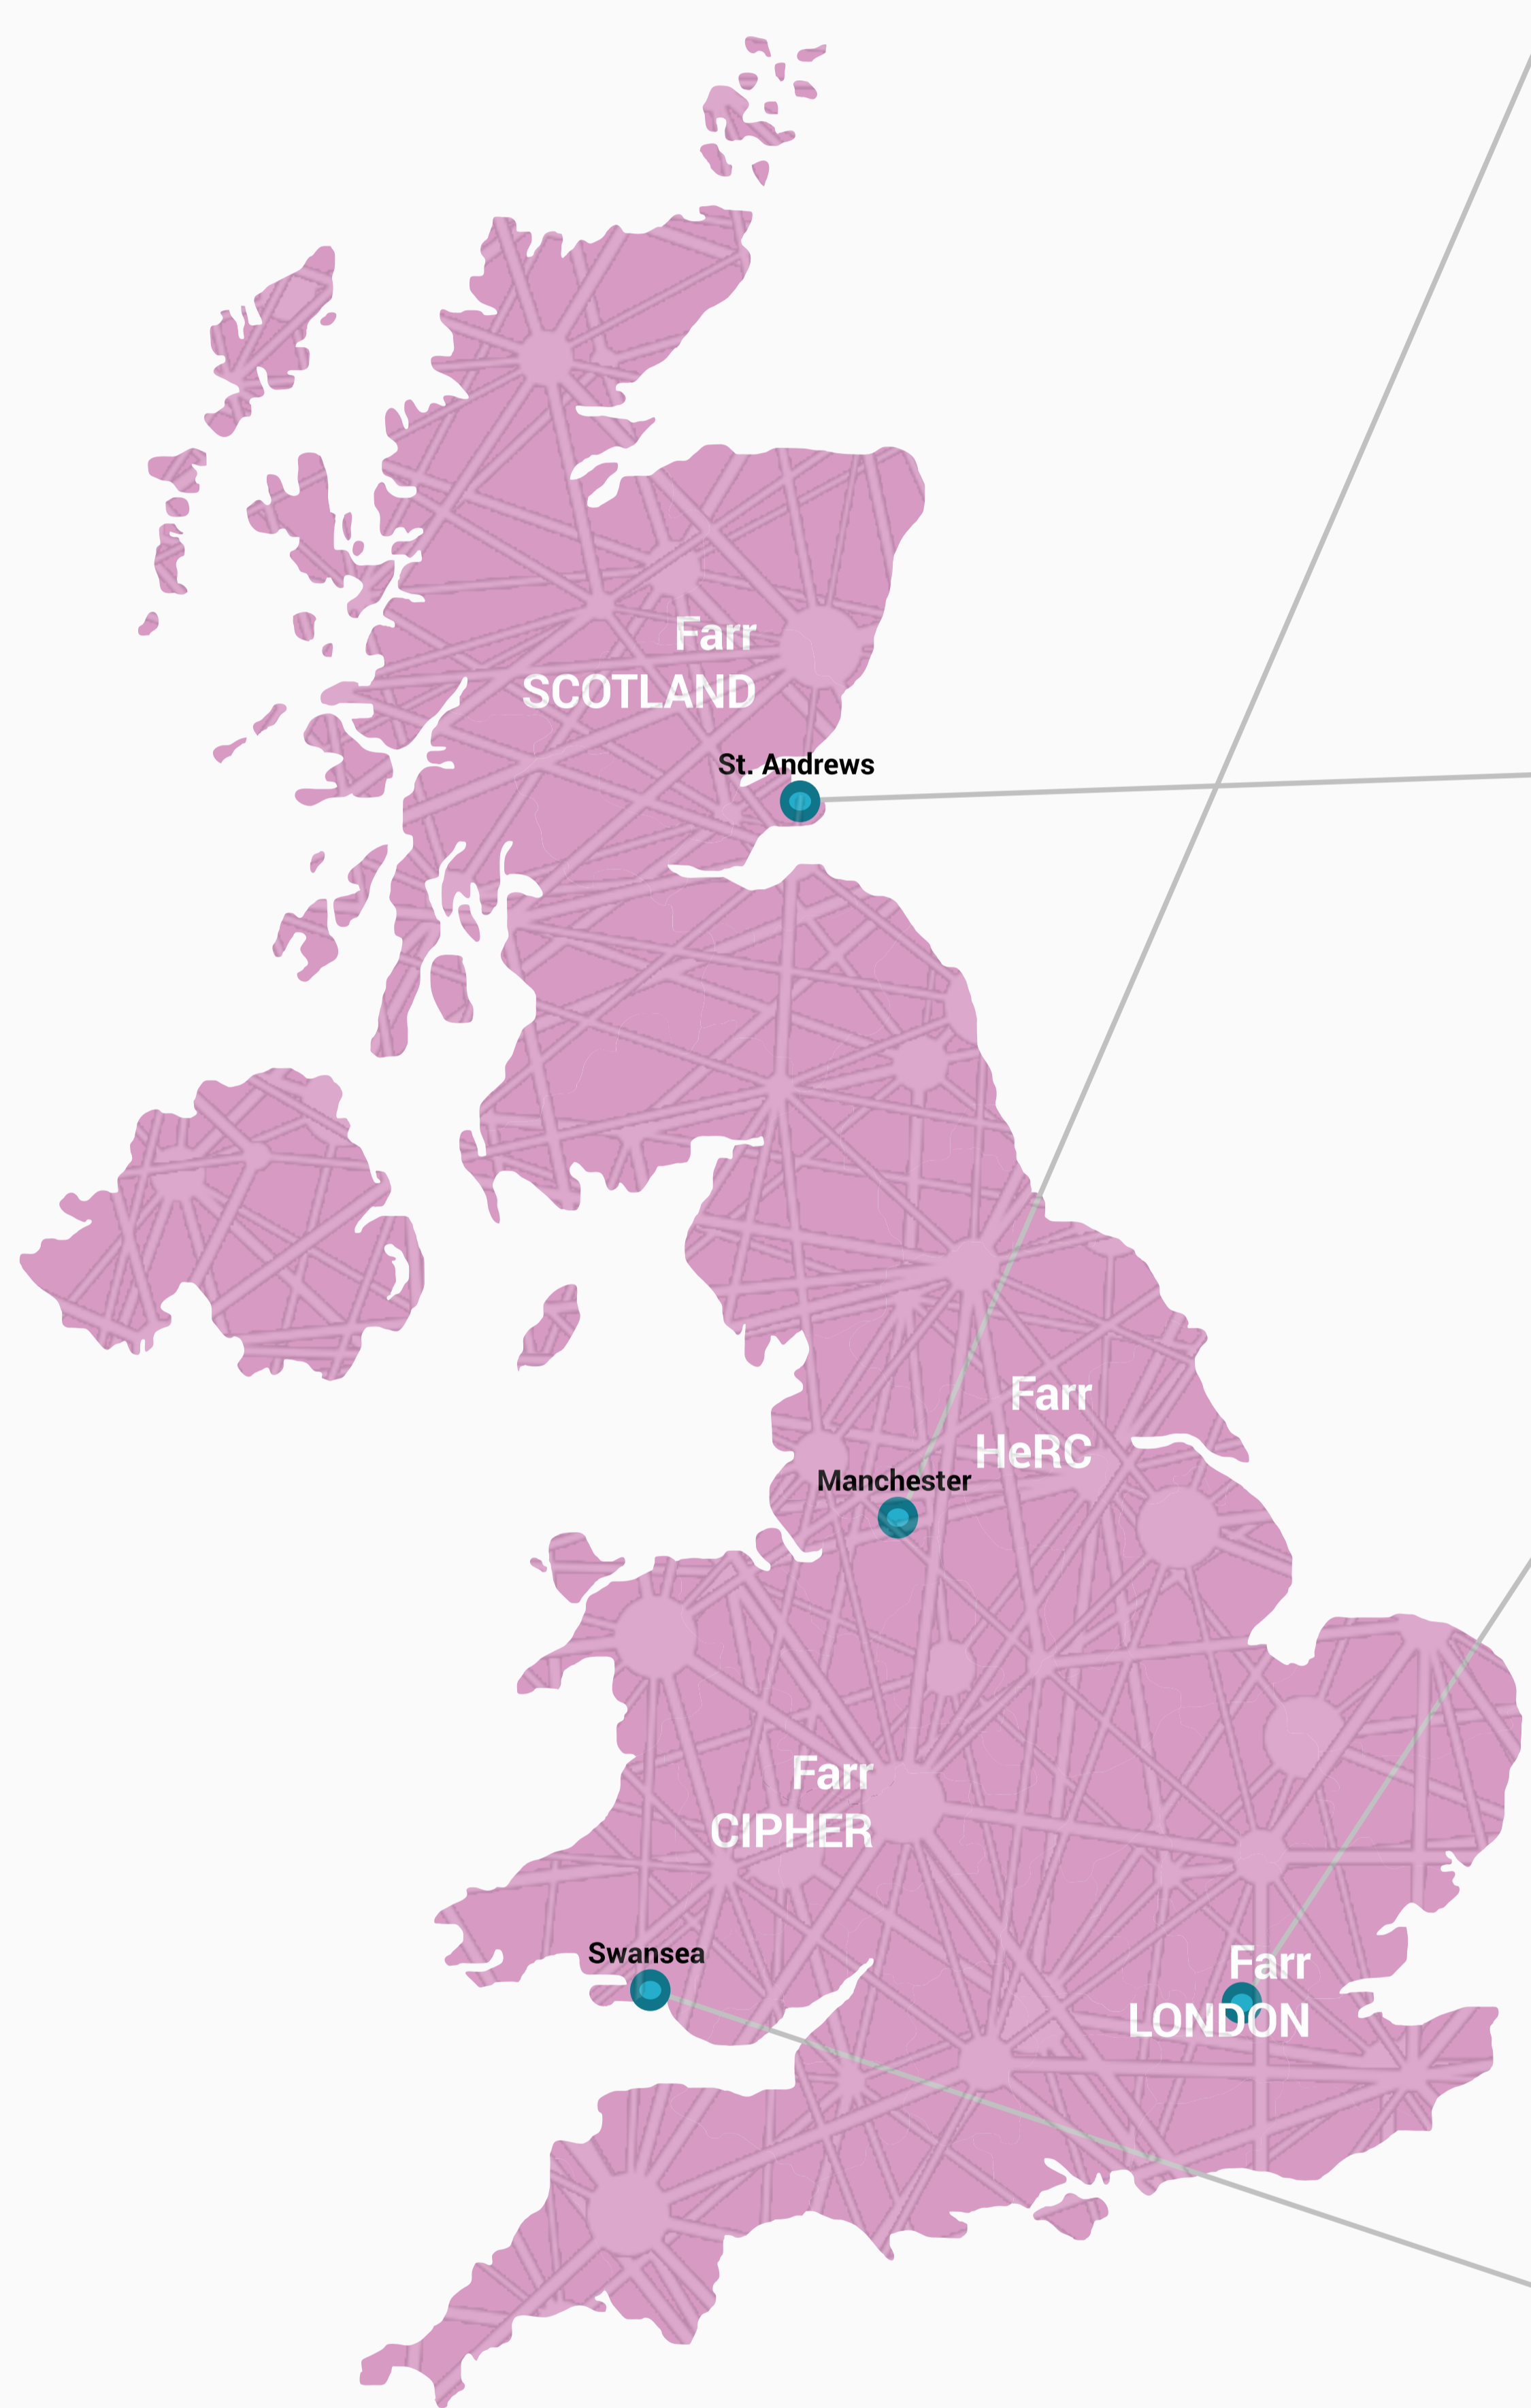 Farr
SCOTLAND
St. Andrews
Farr
HeRC
Manchester
Farr
CIPHER
Swansea
Farr
LONDON